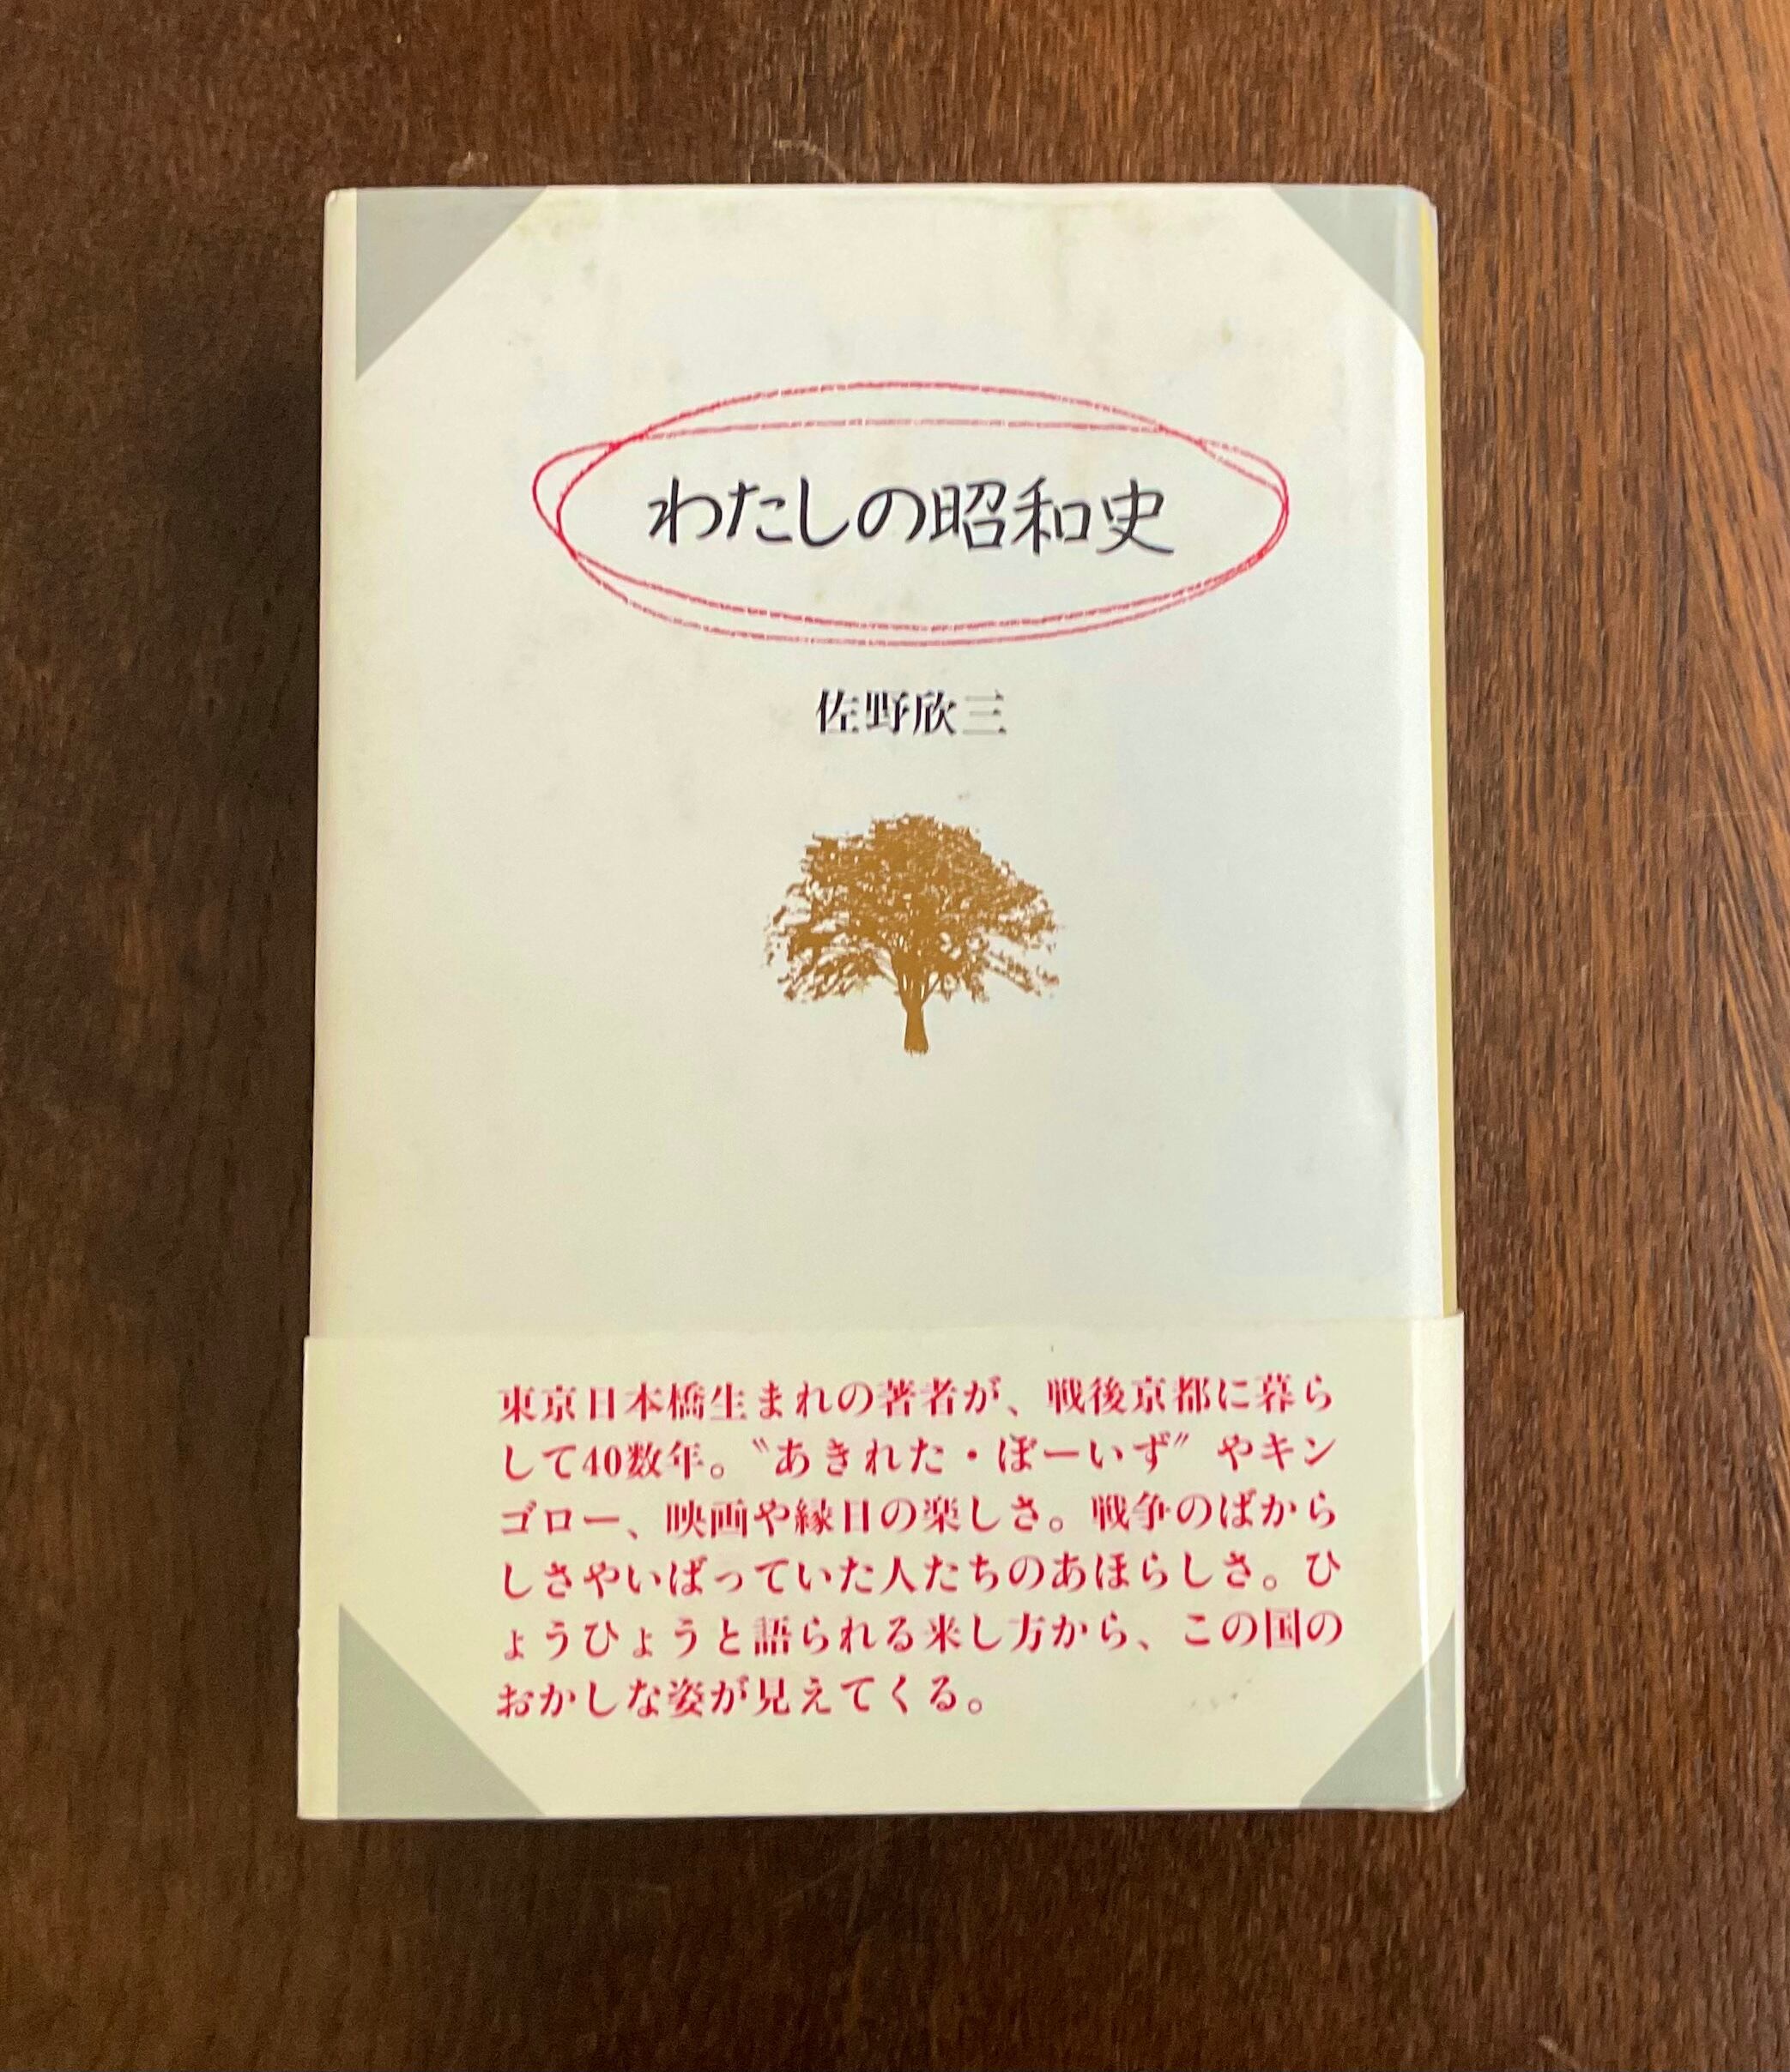 わたしの昭和史
佐野欣三
東京日本橋生まれの著者が、戦後京都に暮ら
して40数年。〝あきれた・ぼーいず〟やキン
ゴロー、映画や縁日の楽しさ。戦争のばから
しさやいばっていた人たちのあほらしさ。ひ
ょうひょうと語られる来し方から、この国の
おかしな姿が見えてくる。